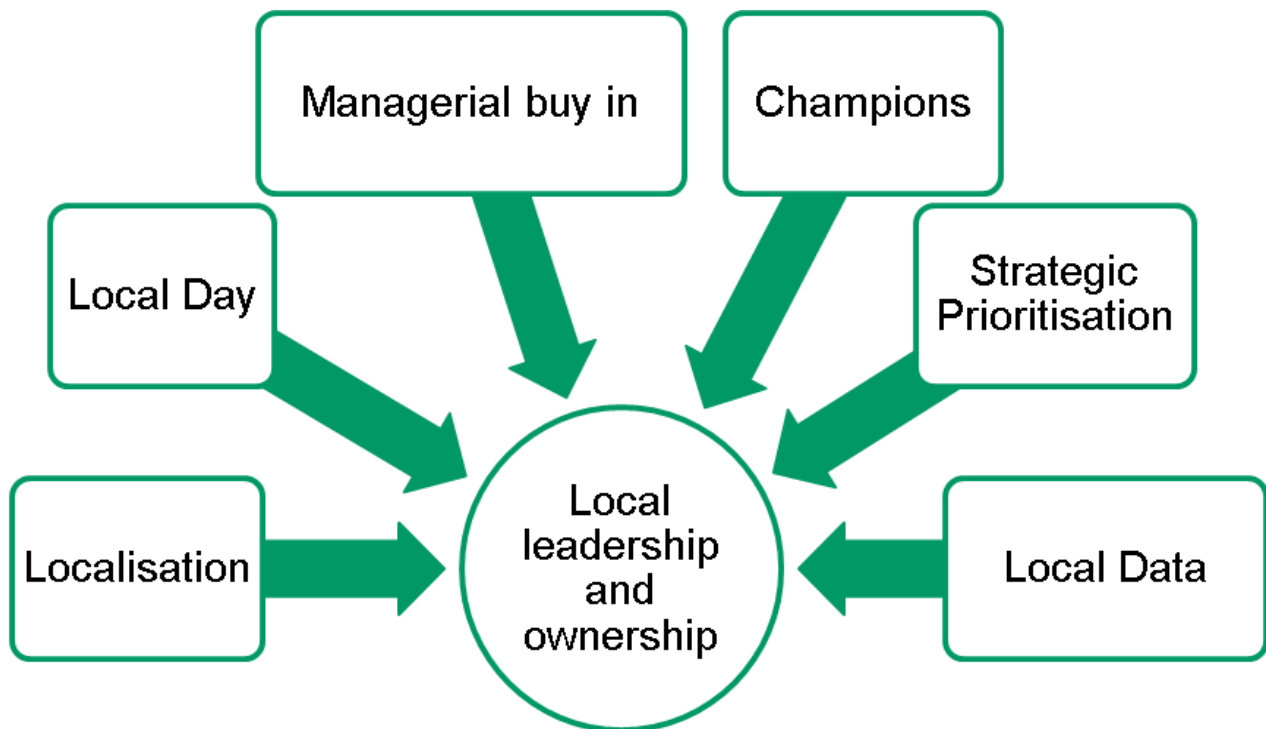 Managerial buy in
Champions
Local Day
Strategic
Prioritisation
Localisation
Local
leadership
and
ownership
Local Data